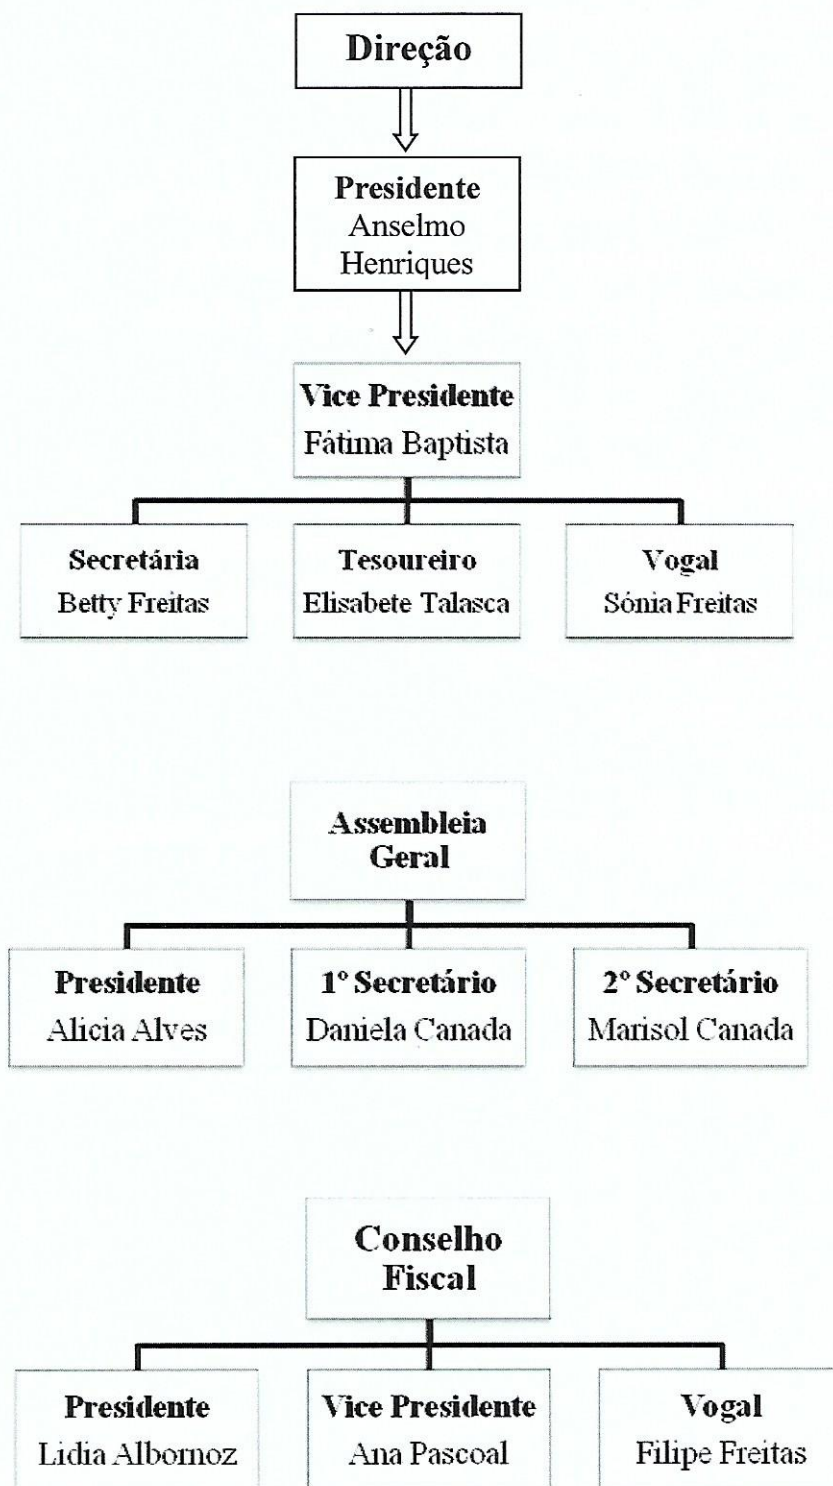 Direção
Presidente
Anselmo
Henriques
Vice Presidente
Fátima Baptista
Secretária
Betty Freitas
Tesoureiro
Elisabete Talasca
Vogal
Sónia Freitas
Assembleia
Geral
Presidente
Alicia Alves
1º Secretário
Daniela Canada
2º Secretário
Marisol Canada
Conselho
Fiscal
Presidente
Lidia Albornoz
Vice Presidente
Ana Pascoal
Vogal
Filipe Freitas